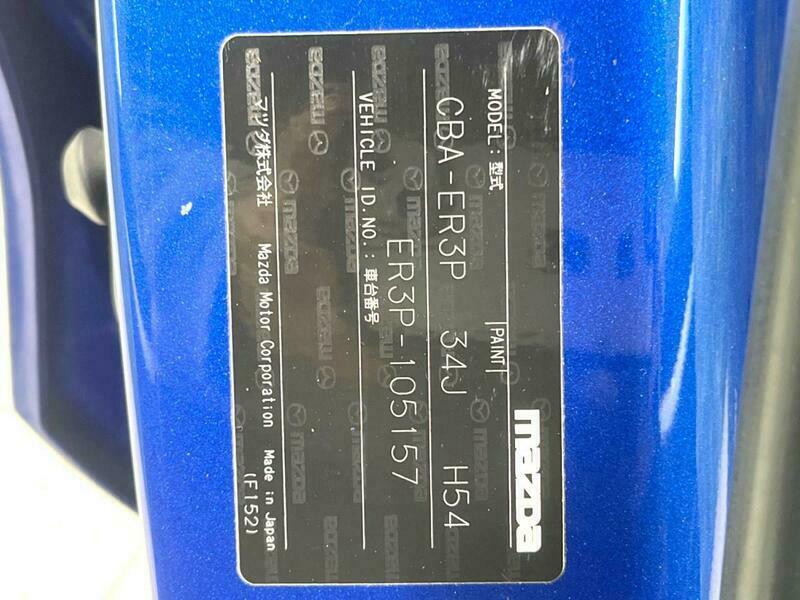 mazda
MODEL: 型式 PAINT
CBA-ER3P 34J H54
VEHICLE ID.NO.: 車台番号
ER3P-105157
マツダ株式会社 Mazda Motor Corporation Made in Japan
(F152)